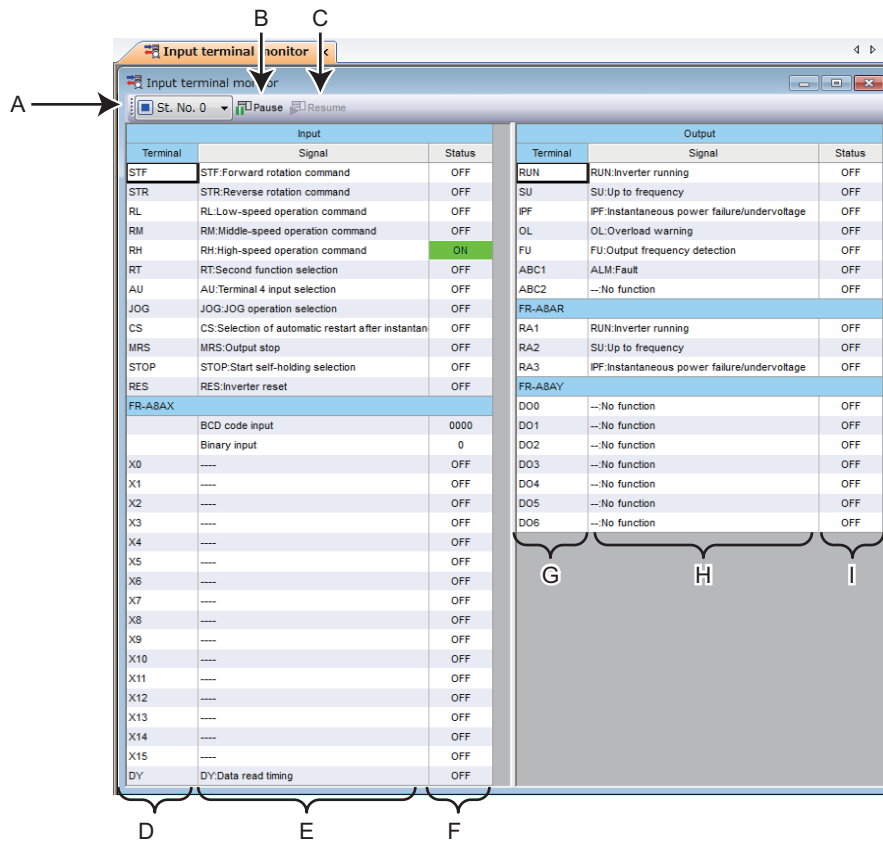 B C
Input terminal monitor
Input terminal monitor
A
St. No. 0 Pause Resume
Input
Terminal Signal Status
STF STF:Forward rotation command OFF
STR STR:Reverse rotation command OFF
RL RL:Low-speed operation command OFF
RM RM:Middle-speed operation command OFF
RH RH:High-speed operation command ON
RT RT:Second function selection OFF
AU AU:Terminal 4 input selection OFF
JOG JOG:JOG operation selection OFF
CS CS:Selection of automatic restart after instantan OFF
MRS MRS:Output stop OFF
STOP STOP:Start self-holding selection OFF
RES RES:Inverter reset OFF
FR-A8AX
BCD code input 0000
Binary input 0
X0 ---- OFF
X1 ---- OFF
X2 ---- OFF
X3 ---- OFF
X4 ---- OFF
X5 ---- OFF
X6 ---- OFF
X7 ---- OFF
X8 ---- OFF
X9 ---- OFF
X10 ---- OFF
X11 ---- OFF
X12 ---- OFF
X13 ---- OFF
X14 ---- OFF
X15 ---- OFF
DY DY:Data read timing OFF
D E F
Output
Terminal Signal Status
RUN RUN:Inverter running OFF
SU SU:Up to frequency OFF
IPF IPF:Instantaneous power failure/undervoltage OFF
OL OL:Overload warning OFF
FU FU:Output frequency detection OFF
ABC1 ALM:Fault OFF
ABC2 --:No function OFF
FR-A8AR
RA1 RUN:Inverter running OFF
RA2 SU:Up to frequency OFF
RA3 IPF:Instantaneous power failure/undervoltage OFF
FR-A8AY
DO0 --:No function OFF
DO1 --:No function OFF
DO2 --:No function OFF
DO3 --:No function OFF
DO4 --:No function OFF
DO5 --:No function OFF
DO6 --:No function OFF
G H I